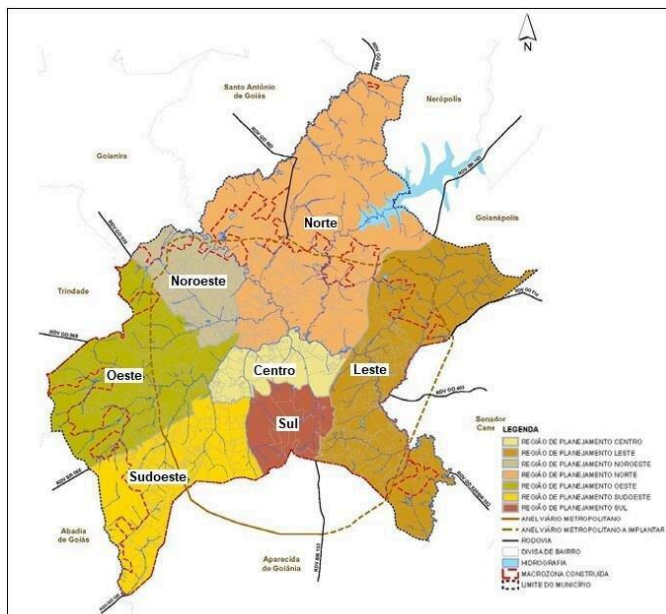 N
Santo Antônio
de Goiás
Nerópolis
Goianira
Norte
Goianápolis
Noroeste
Trindade
Oeste
Centro
Leste
Sul
Senador
Cane
Sudoeste
Abadia
de Goiás
Aparecida
de Goiânia
LEGENDA
REGIÃO DE PLANEJAMENTO CENTRO
REGIÃO DE PLANEJAMENTO LESTE
REGIÃO DE PLANEJAMENTO NOROESTE
REGIÃO DE PLANEJAMENTO NORTE
REGIÃO DE PLANEJAMENTO OESTE
REGIÃO DE PLANEJAMENTO SUDOESTE
REGIÃO DE PLANEJAMENTO SUL
ANEL VIÁRIO METROPOLITANO
ANEL VIÁRIO METROPOLITANO A IMPLANTAR
RODOVIA
DIVISA DE BAIRRO
HIDROGRAFIA
MACROZONA CONSTRUÍDA
LIMITE DO MUNICÍPIO